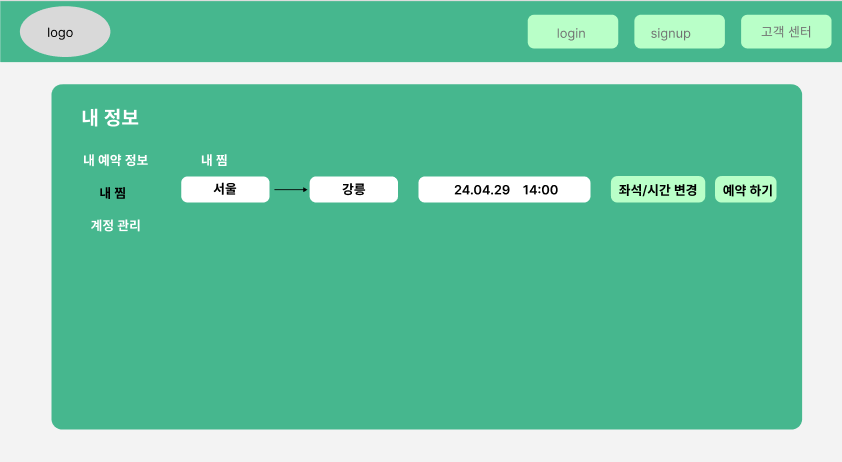 logo
login
signup
고객 센터
내 정보
내 예약 정보
내 찜
내 찜
서울
강릉
24.04.29 14:00
좌석/시간 변경
예약 하기
계정 관리